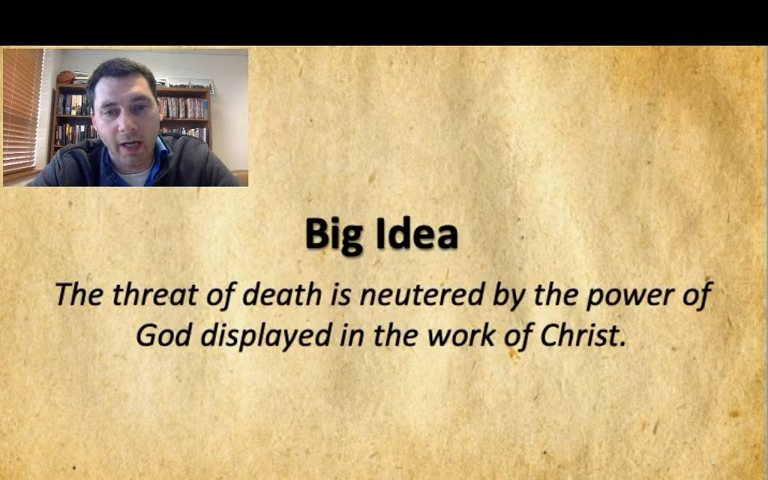 Big Idea
The threat of death is neutered by the power of
God displayed in the work of Christ.